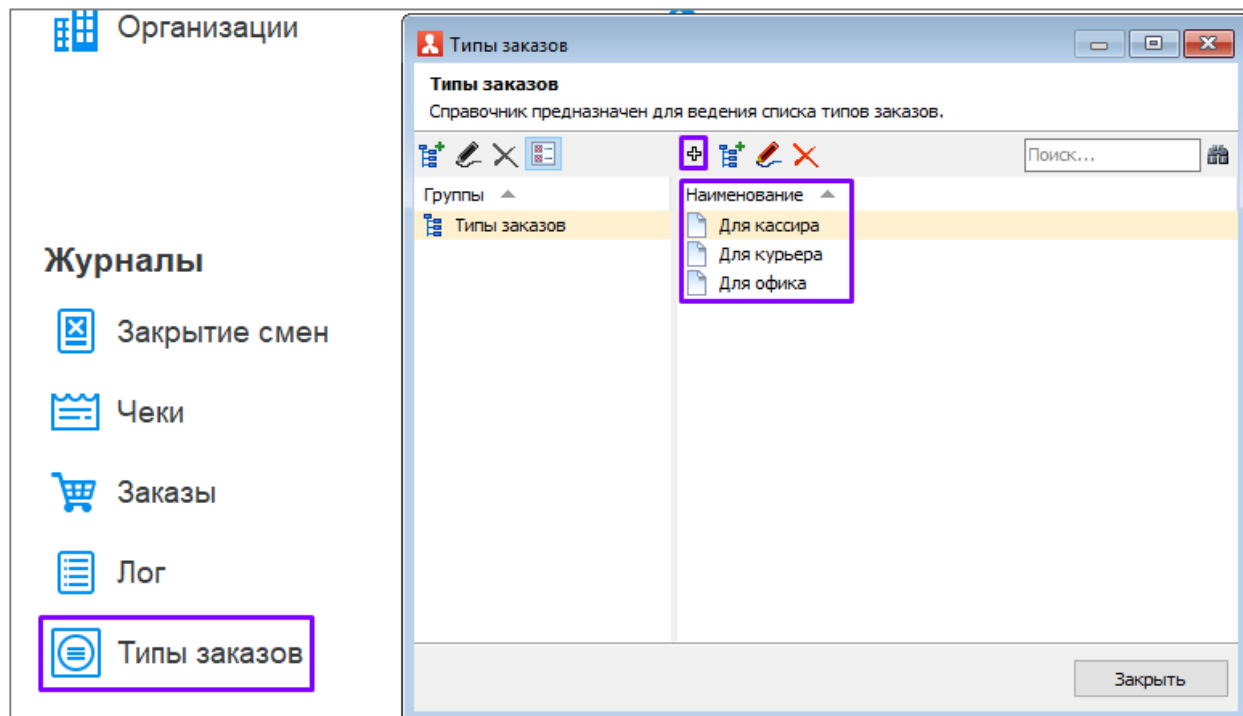 Организации
Журналы
Закрытие смен
Чеки
Заказы
Лог
Типы заказов
Типы заказов
Типы заказов
Справочник предназначен для ведения списка типов заказов.
Поиск...
Группы
Наименование
Типы заказов
Для кассира
Для курьера
Для офика
Закрыть